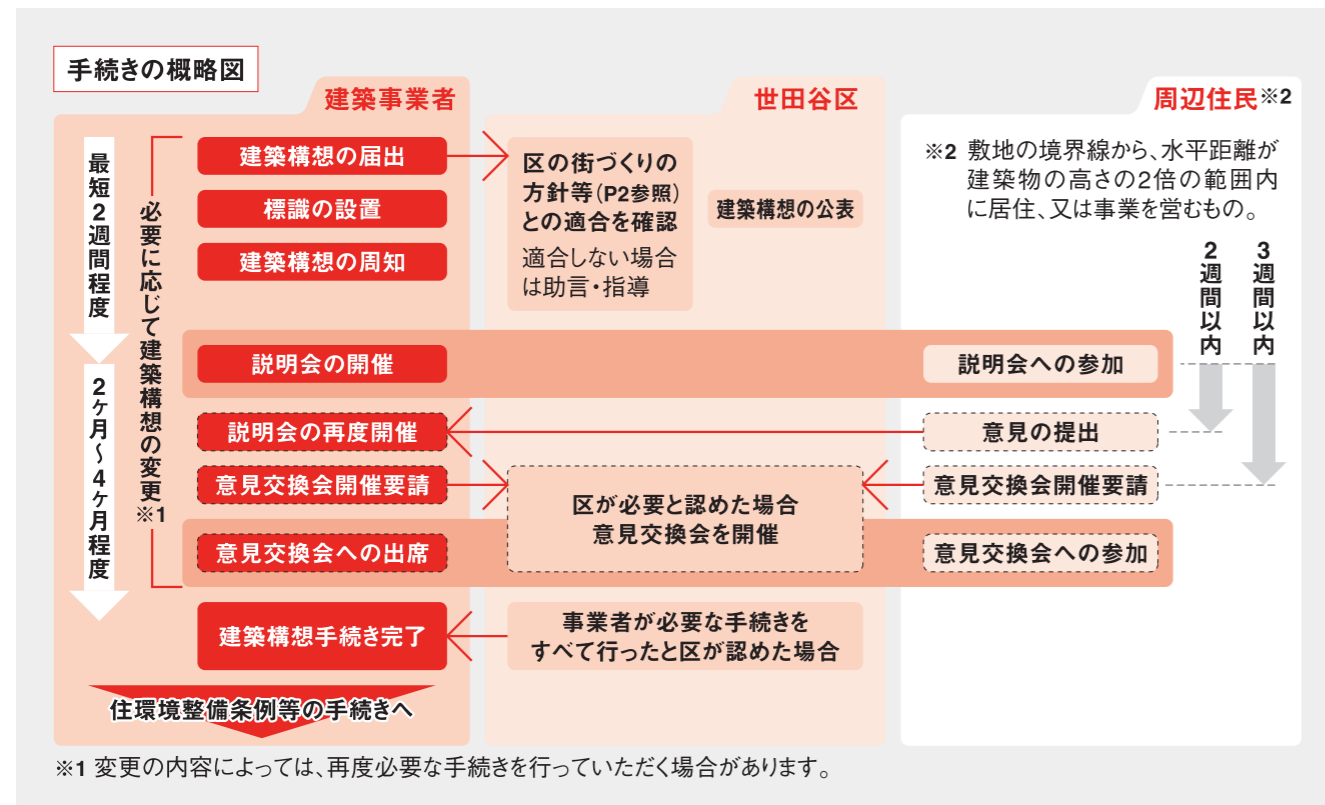 手続きの概略図
建築事業者
世田谷区
周辺住民※2
最短2週間程度
2ヶ月～4ヶ月程度
必要に応じて建築構想の変更※1
建築構想の届出
標識の設置
建築構想の周知
区の街づくりの
方針等(P2参照)
との適合を確認
適合しない場合
は助言・指導
建築構想の公表
※2 敷地の境界線から、水平距離が
建築物の高さの2倍の範囲内
に居住、又は事業を営むもの。
2週間以内
3週間以内
説明会の開催
説明会への参加
説明会の再度開催
意見の提出
意見交換会開催要請
区が必要と認めた場合
意見交換会を開催
意見交換会開催要請
意見交換会への出席
意見交換会への参加
建築構想手続き完了
事業者が必要な手続きを
すべて行ったと区が認めた場合
住環境整備条例等の手続きへ
※1 変更の内容によっては、再度必要な手続きを行っていただく場合があります。